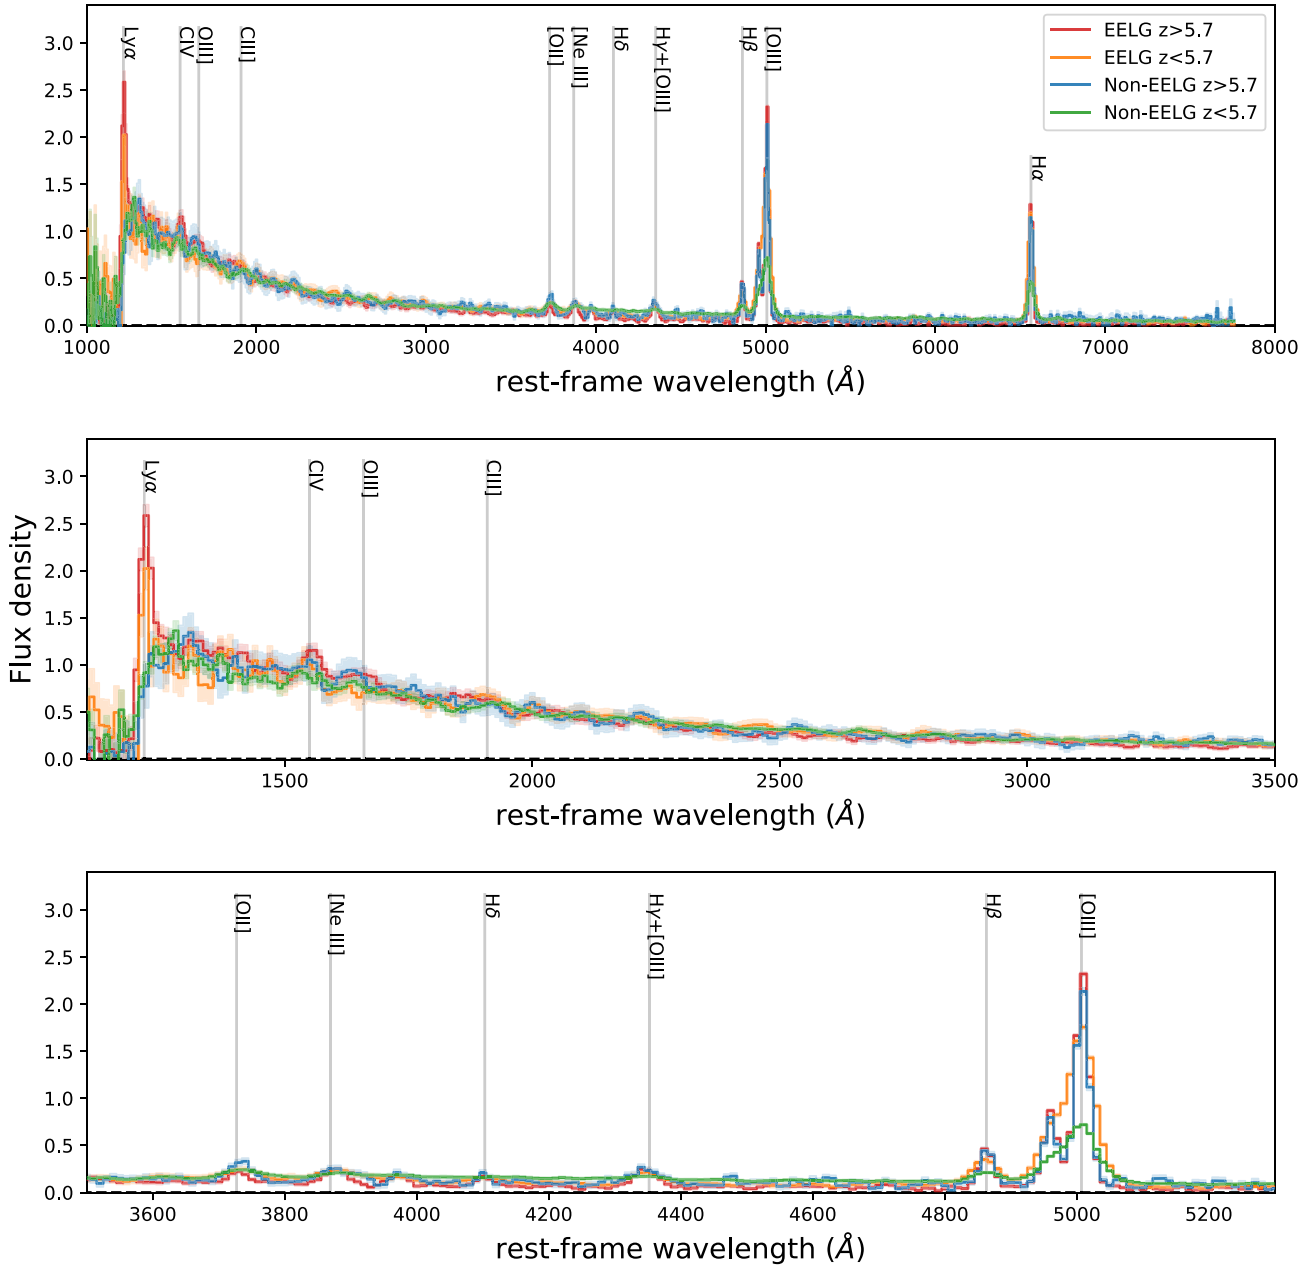 Lyα
CIV
OIII]
CIII]
[OII]
[Ne III]
Hδ
Hγ+[OIII]
Hβ
[OIII]
Hα
EELG z>5.7
EELG z<5.7
Non-EELG z>5.7
Non-EELG z<5.7
3.0
2.5
2.0
1.5
1.0
0.5
0.0
1000 2000 3000 4000 5000 6000 7000 8000
rest-frame wavelength (Å)
Flux density
Lyα
CIV
OIII]
CIII]
3.0
2.5
2.0
1.5
1.0
0.5
0.0
1500 2000 2500 3000 3500
rest-frame wavelength (Å)
[OII]
[Ne III]
Hδ
Hγ+[OIII]
Hβ
[OIII]
3.0
2.5
2.0
1.5
1.0
0.5
0.0
3600 3800 4000 4200 4400 4600 4800 5000 5200
rest-frame wavelength (Å)